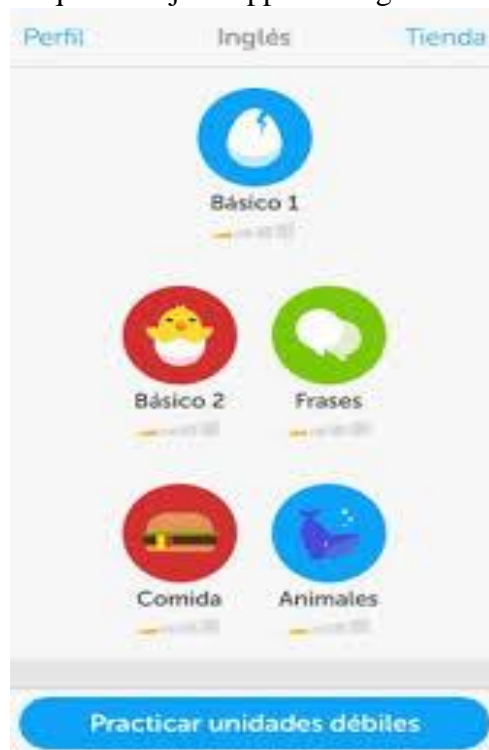 Perfil Inglés Tienda
Básico 1
Básico 2 Frases
Comida Animales
Practicar unidades débiles